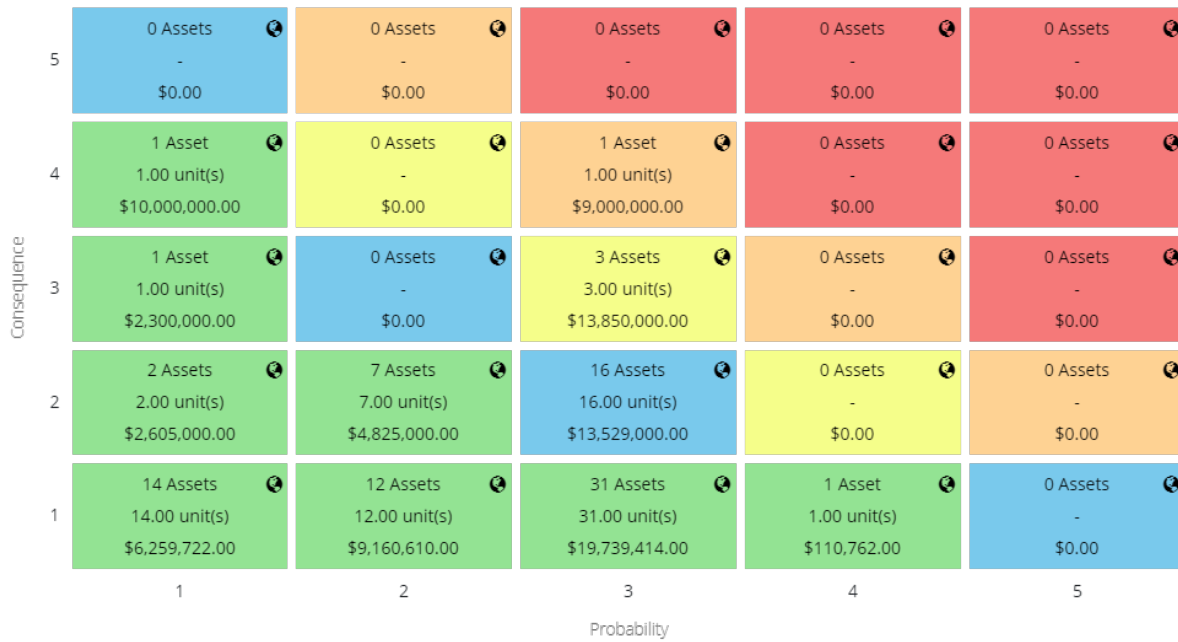 0 Assets 0 Assets 0 Assets 0 Assets 0 Assets
5 - - - - -
$0.00 $0.00 $0.00 $0.00 $0.00
1 Asset 0 Assets 1 Asset 0 Assets 0 Assets
4 1.00 unit(s) - 1.00 unit(s) - -
$10,000,000.00 $0.00 $9,000,000.00 $0.00 $0.00
Consequence
1 Asset 0 Assets 3 Assets 0 Assets 0 Assets
3 1.00 unit(s) - 3.00 unit(s) - -
$2,300,000.00 $0.00 $13,850,000.00 $0.00 $0.00
2 Assets 7 Assets 16 Assets 0 Assets 0 Assets
2 2.00 unit(s) 7.00 unit(s) 16.00 unit(s) - -
$2,605,000.00 $4,825,000.00 $13,529,000.00 $0.00 $0.00
14 Assets 12 Assets 31 Assets 1 Asset 0 Assets
1 14.00 unit(s) 12.00 unit(s) 31.00 unit(s) 1.00 unit(s) -
$6,259,722.00 $9,160,610.00 $19,739,414.00 $110,762.00 $0.00
1 2 3 4 5
Probability